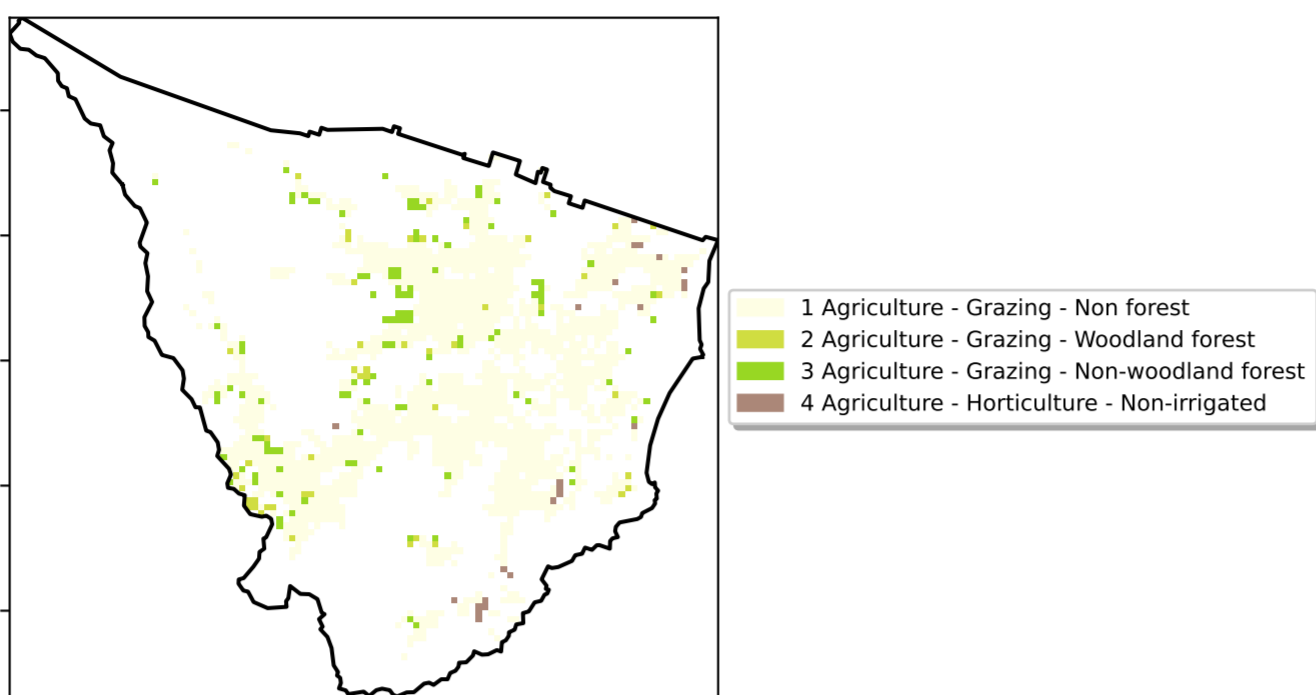 1 Agriculture - Grazing - Non forest
2 Agriculture - Grazing - Woodland forest
3 Agriculture - Grazing - Non-woodland forest
4 Agriculture - Horticulture - Non-irrigated